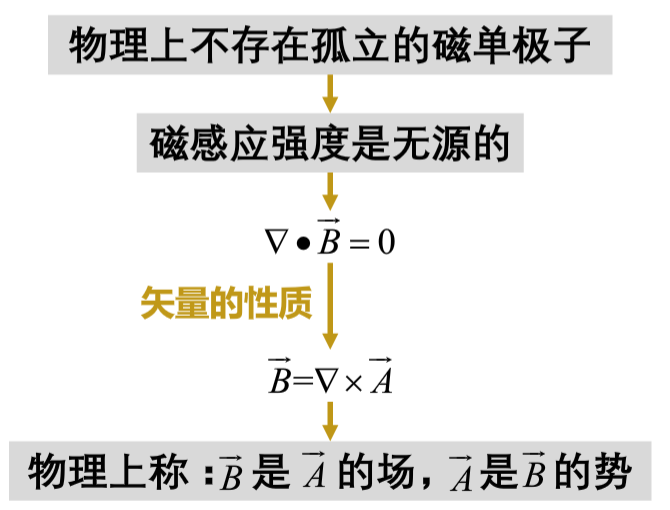 物理上不存在孤立的磁单极子
磁感应强度是无源的
∇•B⃗=0
矢量的性质
B⃗=∇×A⃗
物理上称：B⃗是A⃗的场，A⃗是B⃗的势